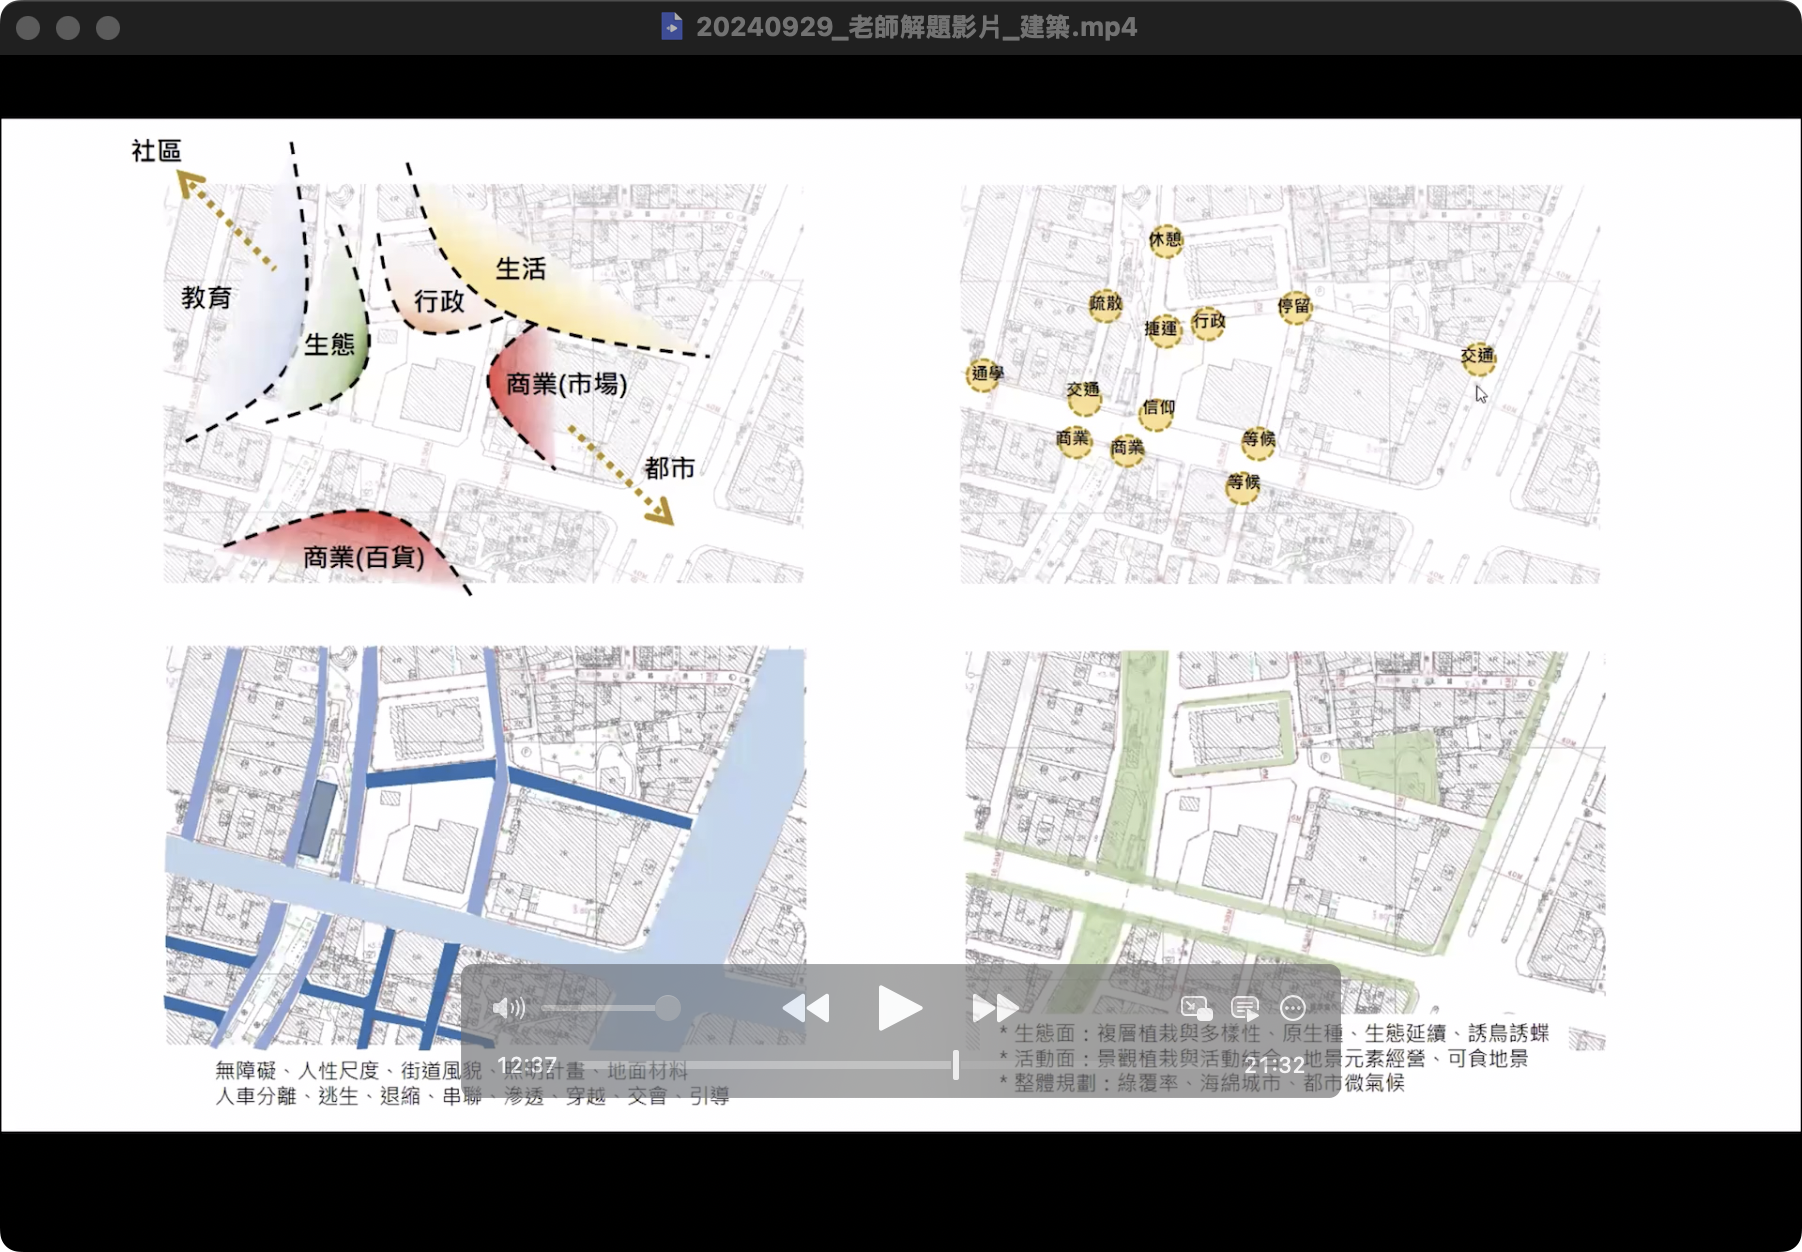 20240929_老師解題影片_建築.mp4
社區
教育
生態
行政
生活
商業(市場)
都市
商業(百貨)
休憩
疏散
捷運
行政
停留
交通
通學
交通
信仰
商業
商業
等候
等候
無障礙、人性尺度、街道風貌、照明計畫、地面材料
人車分離、逃生、退縮、串聯、滲透、穿越、交會、引導
* 生態面：複層植栽與多樣性、原生種、生態延續、誘鳥誘蝶
* 活動面：景觀植栽與活動結合、地景元素經營、可食地景
* 整體規劃：綠覆率、海綿城市、都市微氣候
12:37
21:32